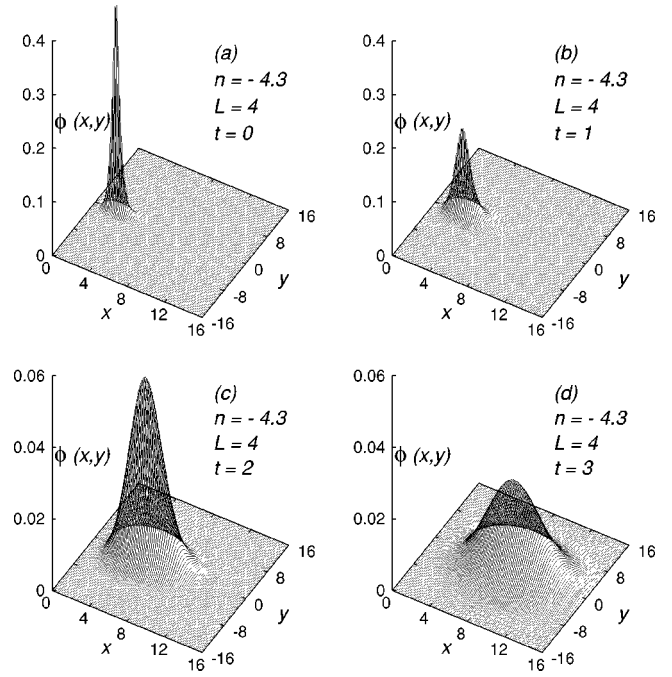 0.4
0.3
0.2
0.1
0
ϕ (x,y)
(a)
n = - 4.3
L = 4
t = 0
0
4
8
12
16
x
-16
-8
0
8
16
y
0.4
0.3
0.2
0.1
0
ϕ (x,y)
(b)
n = - 4.3
L = 4
t = 1
0
4
8
12
16
x
-16
-8
0
8
16
y
0.06
0.04
0.02
0
ϕ (x,y)
(c)
n = - 4.3
L = 4
t = 2
0
4
8
12
16
x
-16
-8
0
8
16
y
0.06
0.04
0.02
0
ϕ (x,y)
(d)
n = - 4.3
L = 4
t = 3
0
4
8
12
16
x
-16
-8
0
8
16
y